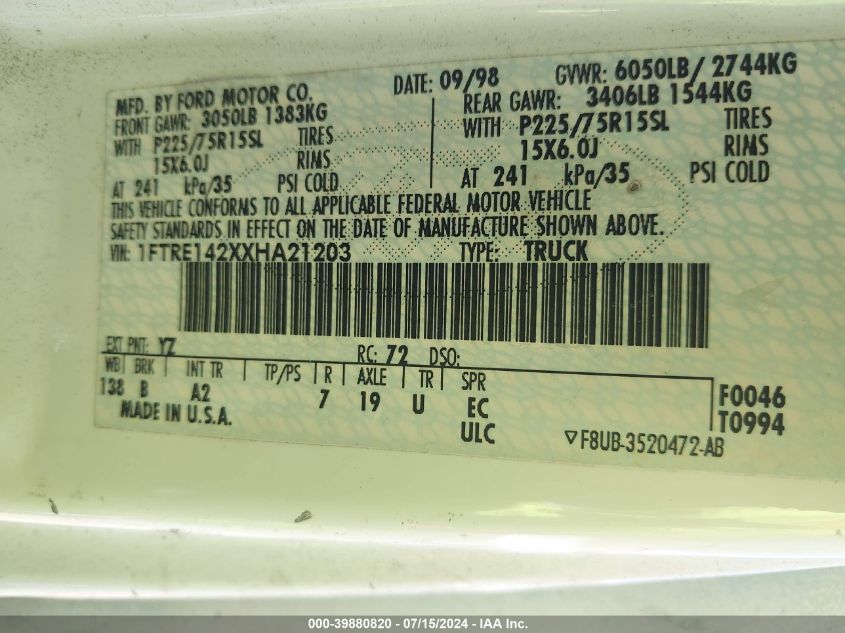 MFD. BY FORD MOTOR CO. DATE: 09/98 GVWR: 6050LB/ 2744KG
FRONT GAWR: 3050LB 1383KG REAR GAWR: 3406LB 1544KG
WITH P225/75R15SL TIRES WITH P225/75R15SL TIRES
15X6.0J RIMS 15X6.0J RIMS
AT 241 kPa/35 PSI COLD AT 241 kPa/35 PSI COLD
THIS VEHICLE CONFORMS TO ALL APPLICABLE FEDERAL MOTOR VEHICLE
SAFETY STANDARDS IN EFFECT ON THE DATE OF MANUFACTURE SHOWN ABOVE.
VIN: 1FTRE142XXHA21203 TYPE: TRUCK
EXT PNT: YZ RC: 72 DSO:
WB BRK INT TR TP/PS R AXLE TR SPR
138 B A2 7 19 U EC F0046
MADE IN U.S.A. ULC T0994
▽F8UB-3520472-AB
000-39880820 - 07/15/2024 - IAA Inc.